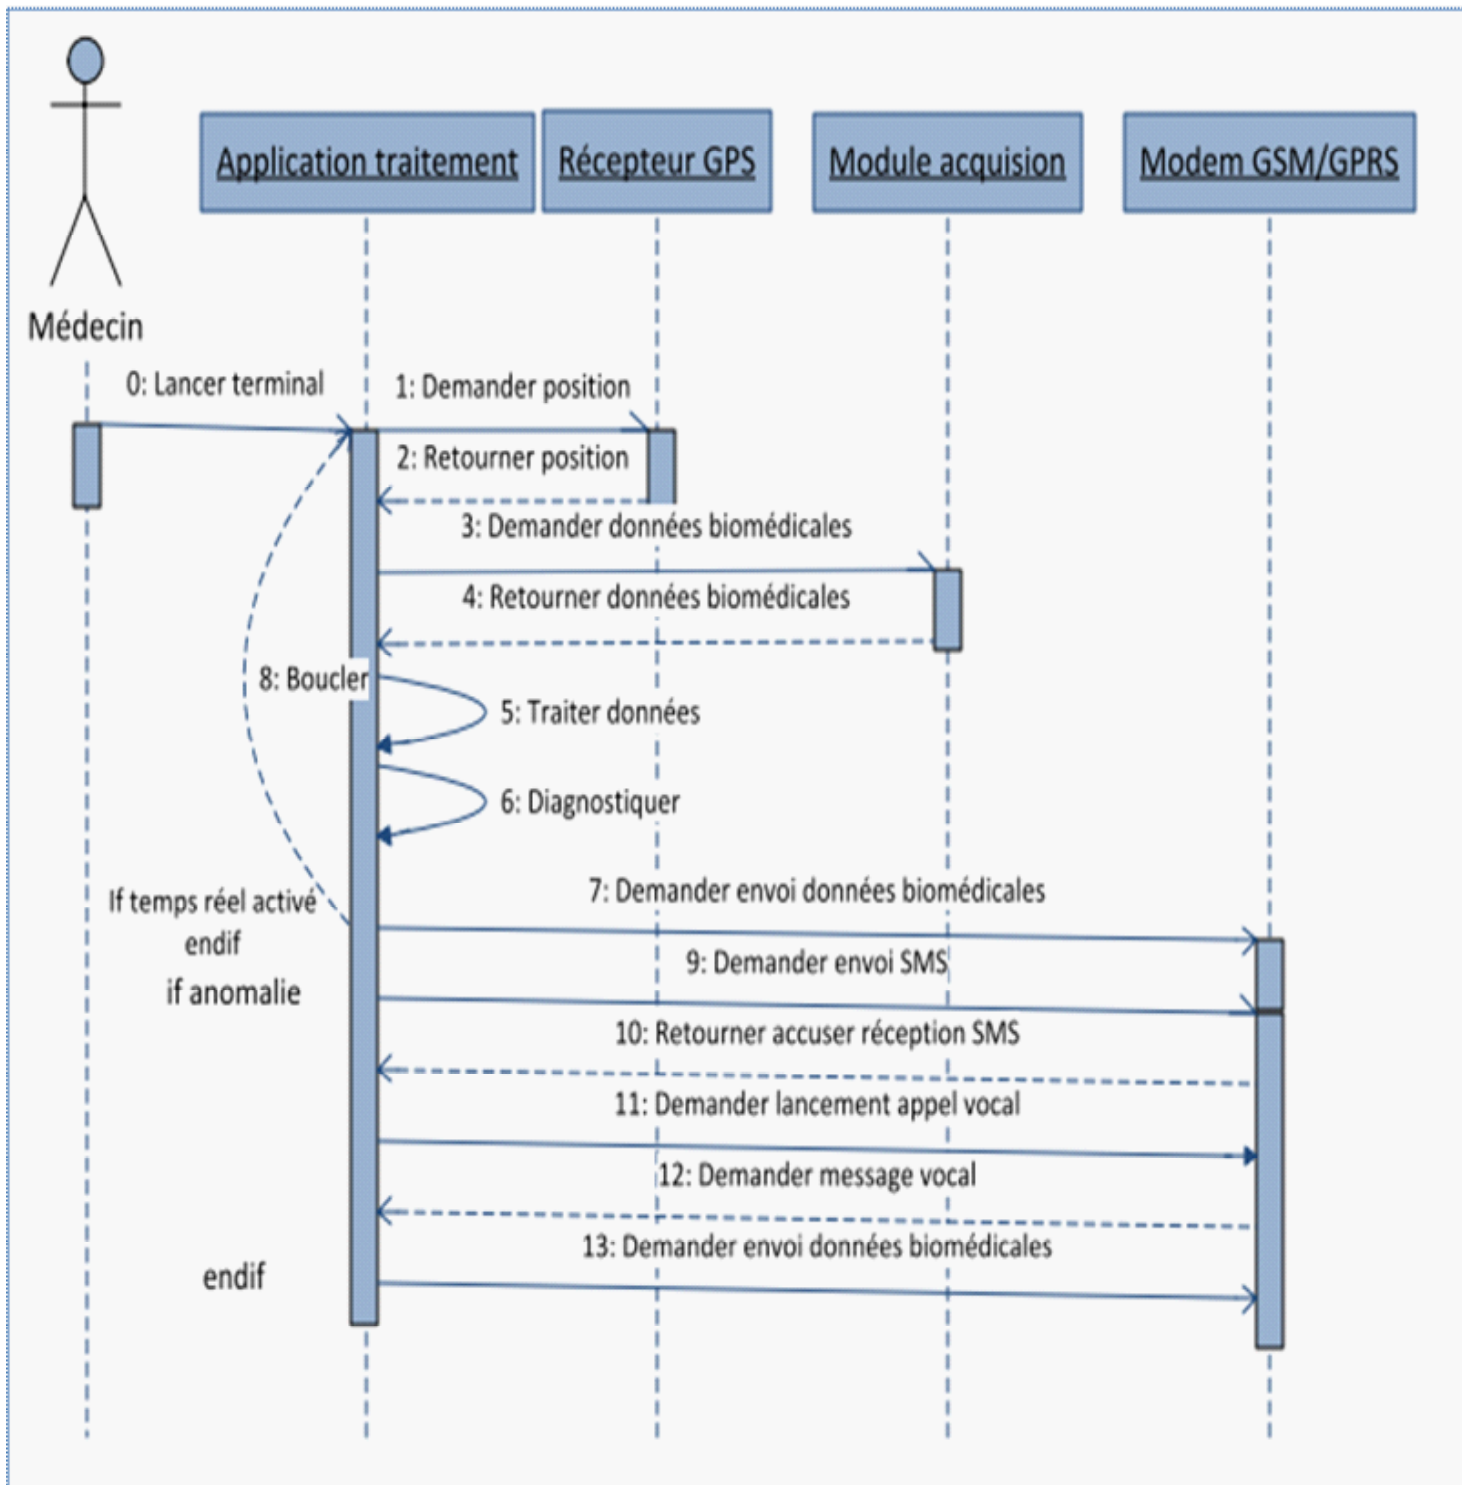 Application traitement
Récepteur GPS
Module acquision
Modem GSM/GPRS
Médecin
0: Lancer terminal
1: Demander position
2: Retourner position
3: Demander données biomédicales
4: Retourner données biomédicales
8: Boucler
5: Traiter données
6: Diagnostiquer
7: Demander envoi données biomédicales
If temps réel activé
endif
9: Demander envoi SMS
if anomalie
10: Retourner accuser réception SMS
11: Demander lancement appel vocal
12: Demander message vocal
13: Demander envoi données biomédicales
endif